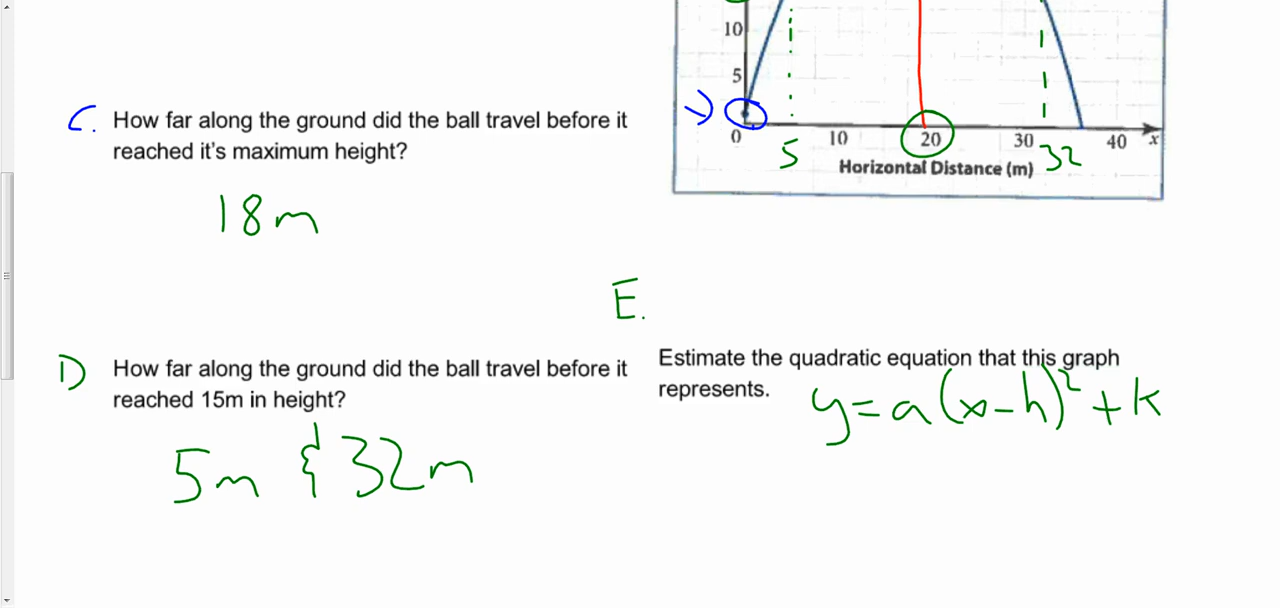 10
5
0 10 20 30 40 x
5 32
Horizontal Distance (m)
C. How far along the ground did the ball travel before it
reached it's maximum height?
18m
E.
D How far along the ground did the ball travel before it
reached 15m in height?
5m & 32m
Estimate the quadratic equation that this graph
represents.
y=a(x-h)²+k